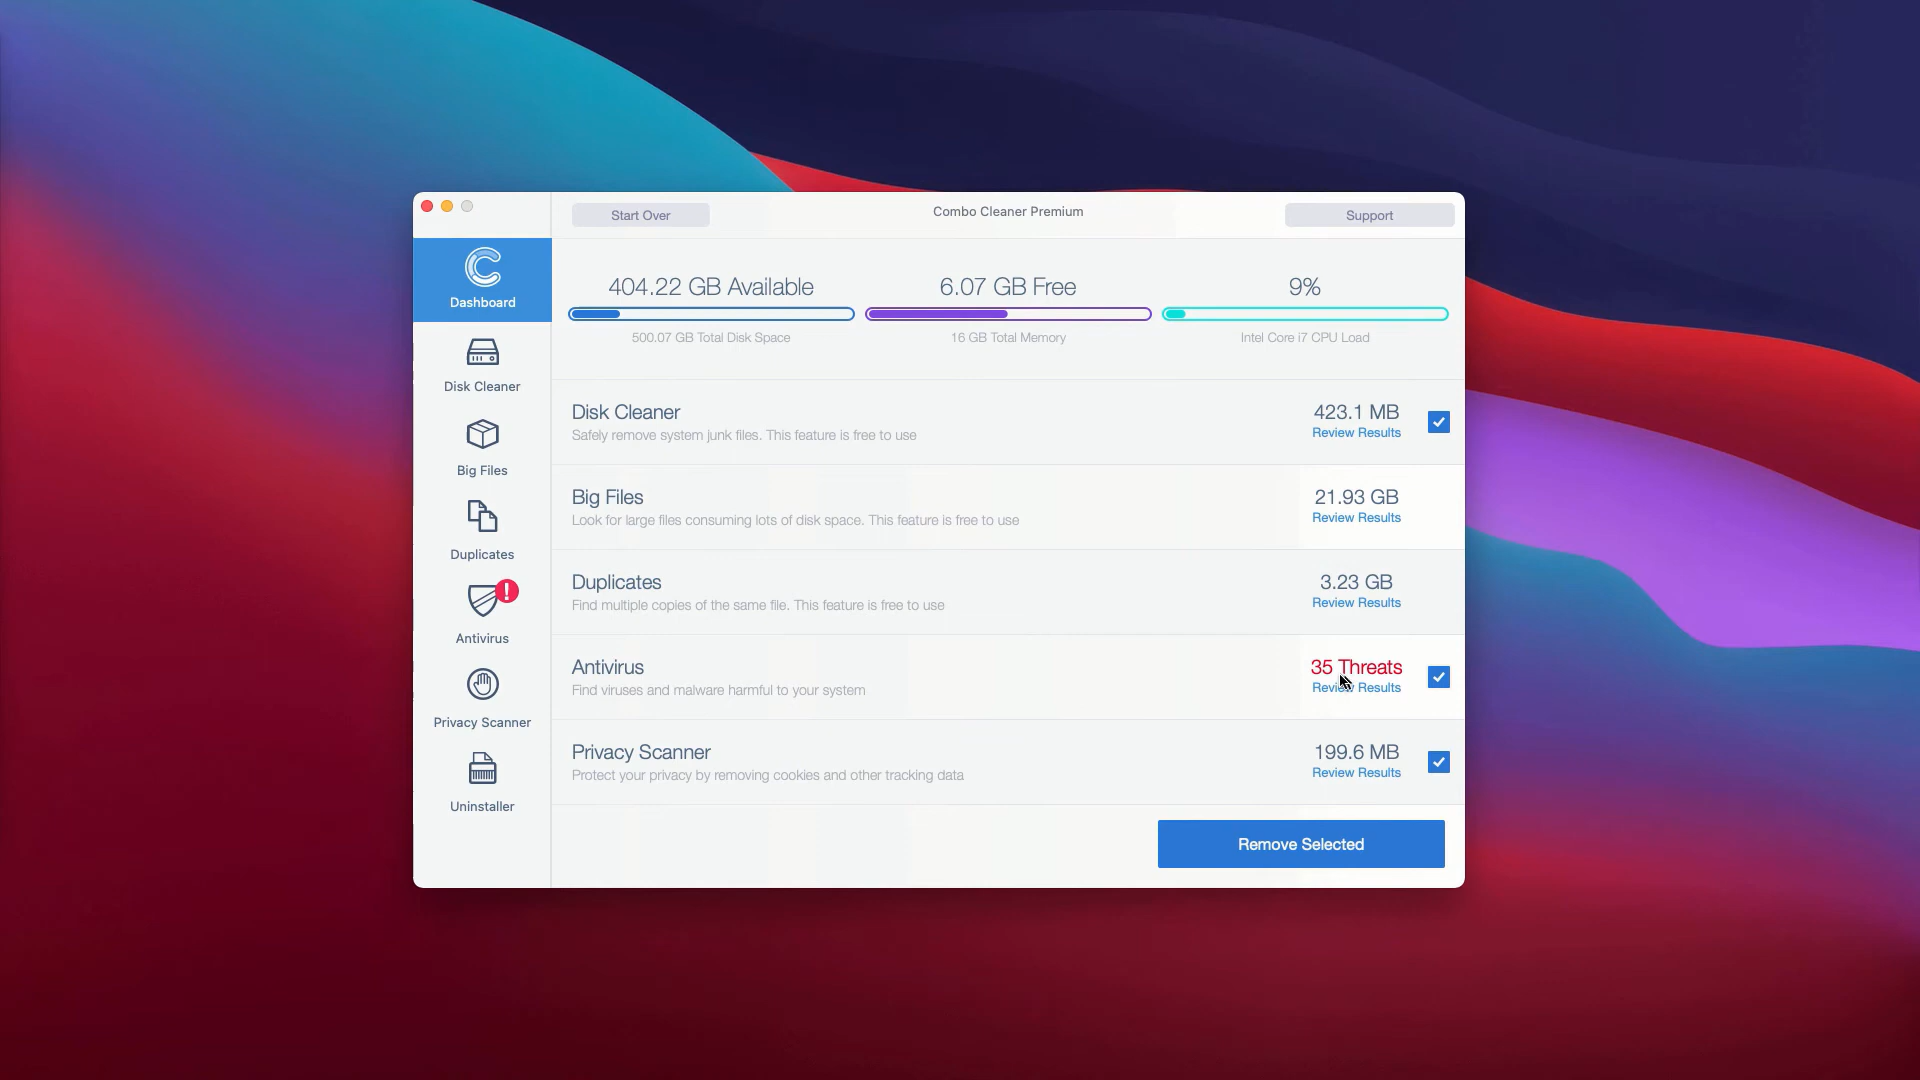 Start Over
Combo Cleaner Premium
Support
Dashboard
Disk Cleaner
Big Files
Duplicates
!
Antivirus
Privacy Scanner
Uninstaller
404.22 GB Available
500.07 GB Total Disk Space
6.07 GB Free
16 GB Total Memory
9%
Intel Core i7 CPU Load
Disk Cleaner
Safely remove system junk files. This feature is free to use
423.1 MB
Review Results
Big Files
Look for large files consuming lots of disk space. This feature is free to use
21.93 GB
Review Results
Duplicates
Find multiple copies of the same file. This feature is free to use
3.23 GB
Review Results
Antivirus
Find viruses and malware harmful to your system
35 Threats
Review Results
Privacy Scanner
Protect your privacy by removing cookies and other tracking data
199.6 MB
Review Results
Remove Selected